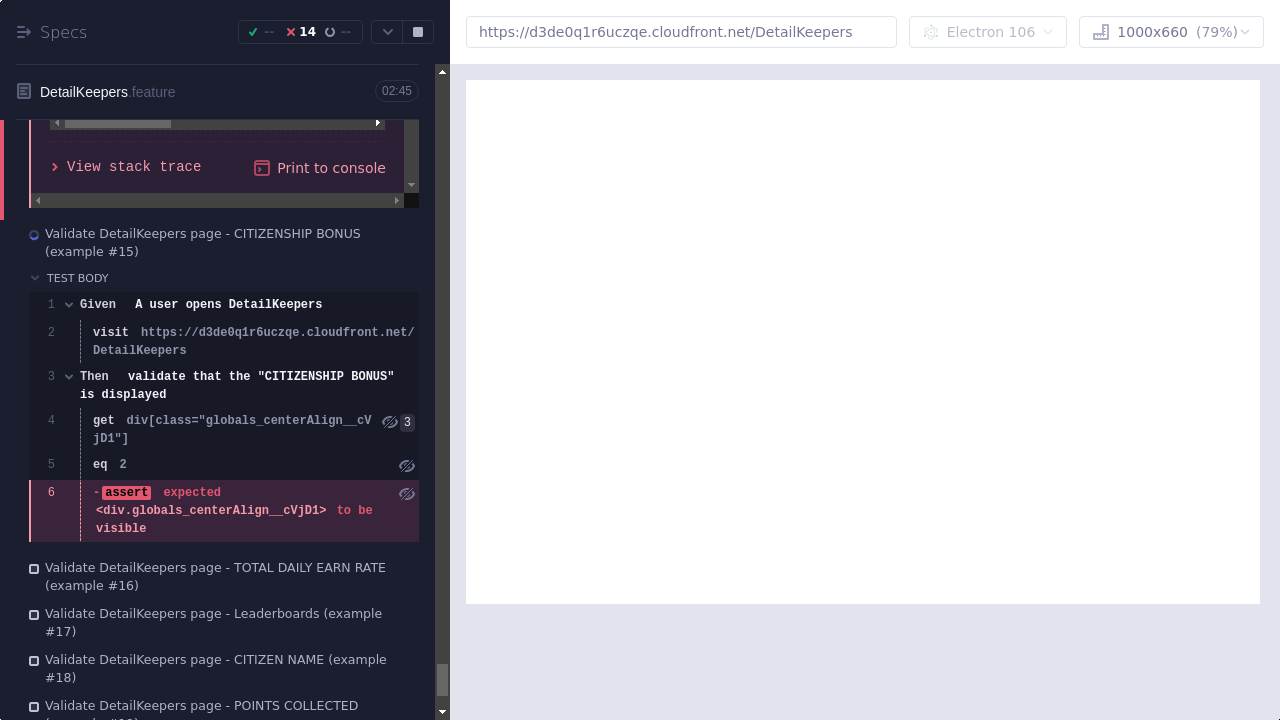 Specs
-- 14 --
https://d3de0q1r6uczqe.cloudfront.net/DetailKeepers
Electron 106
1000x660 (79%)
DetailKeepers.feature
02:45
View stack trace
Print to console
Validate DetailKeepers page - CITIZENSHIP BONUS
(example #15)
TEST BODY
1 Given A user opens DetailKeepers
2 visit https://d3de0q1r6uczqe.cloudfront.net/
DetailKeepers
3 Then validate that the "CITIZENSHIP BONUS"
is displayed
4 get div[class="globals_centerAlign__cV 3
jD1"]
5 eq 2
6 -assert expected
<div.globals_centerAlign__cVjD1> to be
visible
Validate DetailKeepers page - TOTAL DAILY EARN RATE
(example #16)
Validate DetailKeepers page - Leaderboards (example
#17)
Validate DetailKeepers page - CITIZEN NAME (example
#18)
Validate DetailKeepers page - POINTS COLLECTED